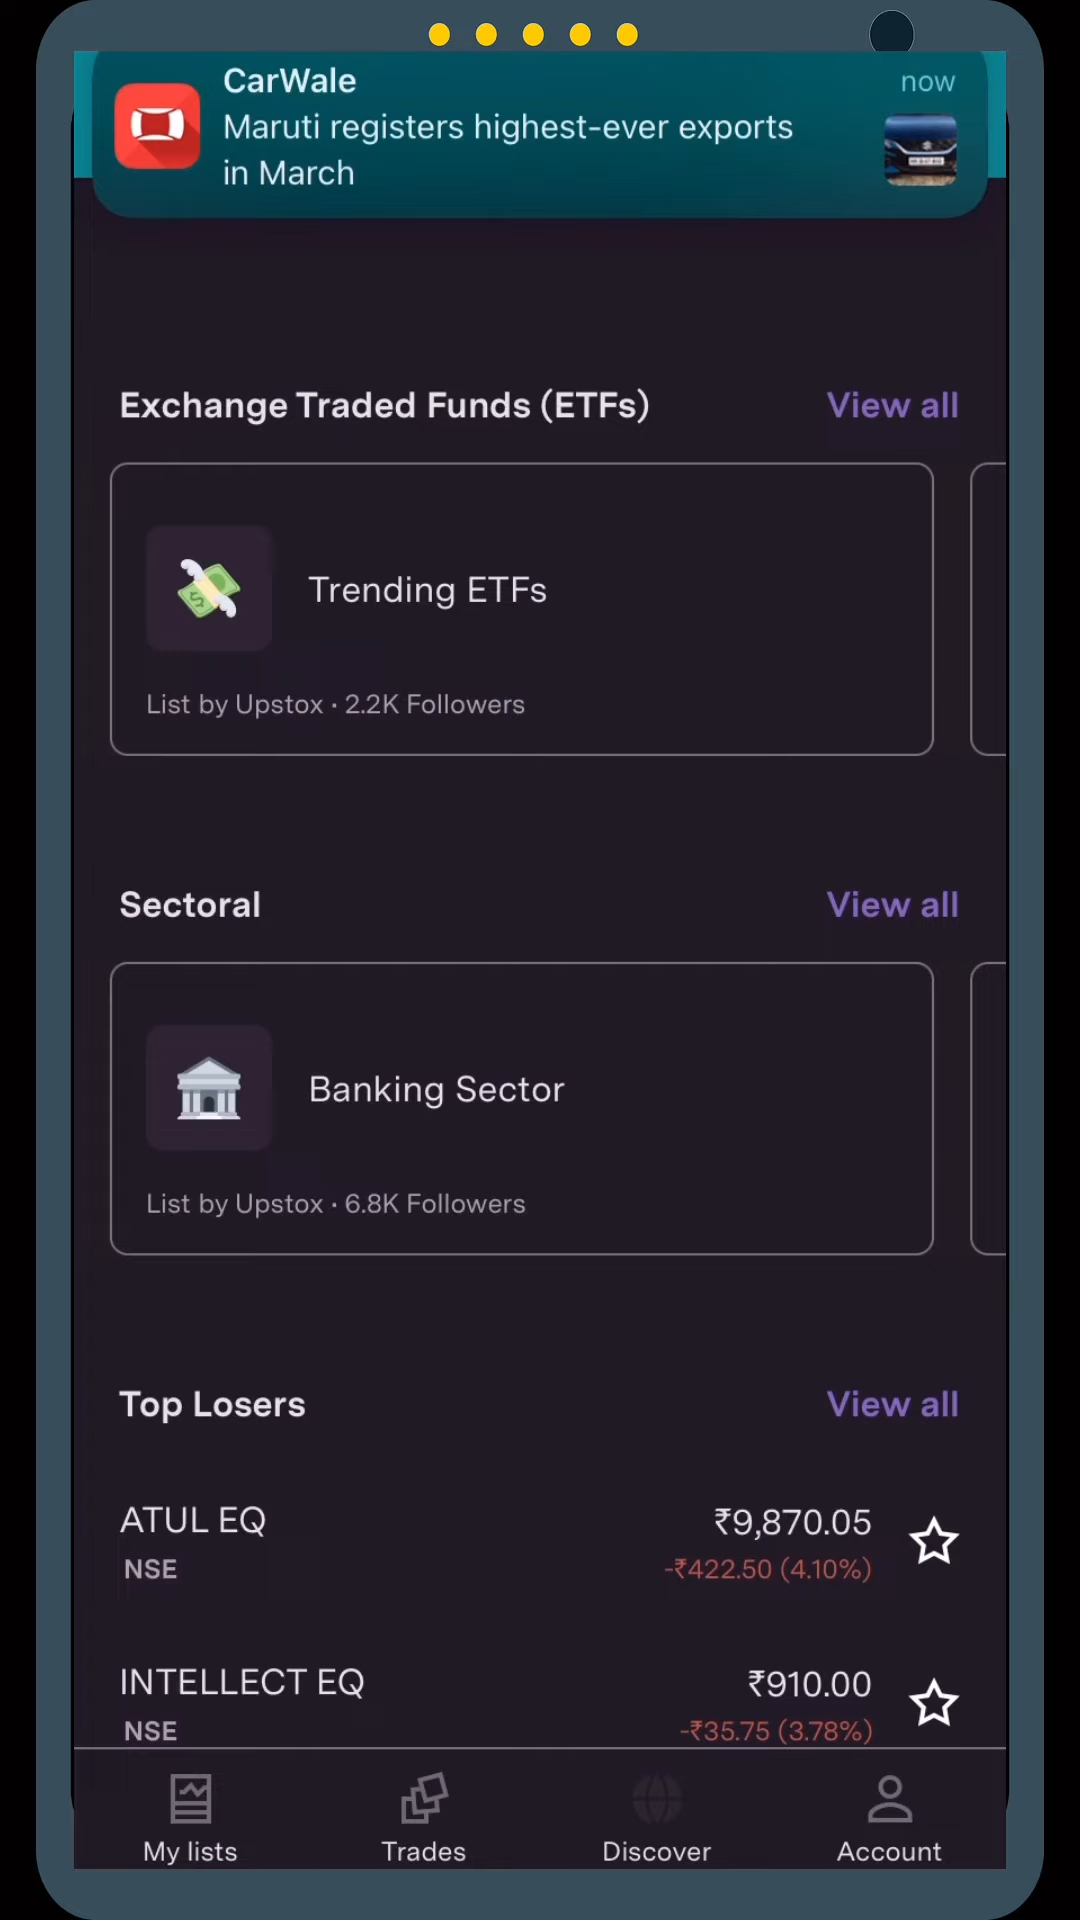 CarWale
now
Maruti registers highest-ever exports
in March
Exchange Traded Funds (ETFs)
View all
Trending ETFs
List by Upstox • 2.2K Followers
Sectoral
View all
Banking Sector
List by Upstox • 6.8K Followers
Top Losers
View all
ATUL EQ
₹9,870.05
NSE
-₹422.50 (4.10%)
INTELLECT EQ
₹910.00
NSE
-₹35.75 (3.78%)
My lists
Trades
Discover
Account